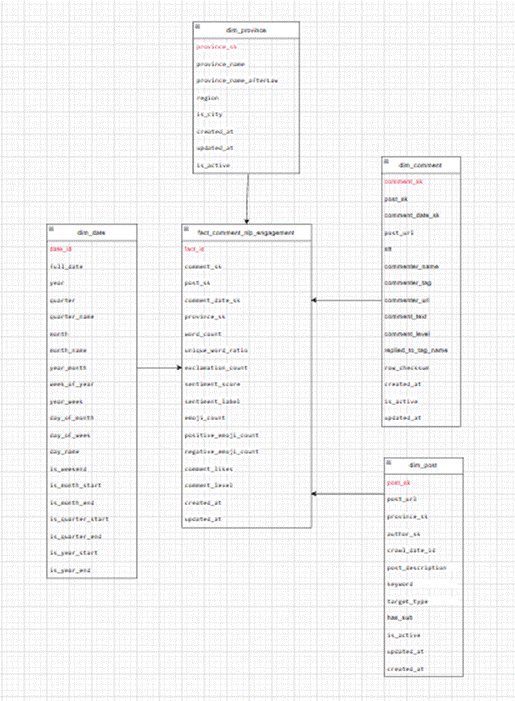 dim_province
province_sk
province_name
province_name_afterLaw
region
is_city
created_at
updated_at
is_active
dim_date
date_id
full_date
year
quarter
quarter_name
month
month_name
year_month
week_of_year
year_week
day_of_month
day_of_week
day_name
is_weekend
is_month_start
is_month_end
is_quarter_start
is_quarter_end
is_year_start
is_year_end
fact_comment_nlp_engagement
fact_id
comment_sk
post_sk
comment_date_sk
province_sk
word_count
unique_word_ratio
exclamation_count
sentiment_score
sentiment_label
emoji_count
positive_emoji_count
negative_emoji_count
comment_likes
comment_level
created_at
updated_at
dim_comment
comment_sk
post_sk
comment_date_sk
post_url
stt
commenter_name
commenter_tag
commenter_url
comment_text
comment_level
replied_to_tag_name
row_checksum
created_at
is_active
updated_at
dim_post
post_sk
post_url
province_sk
author_sk
crawl_date_id
post_description
keyword
target_type
has_sub
is_active
updated_at
created_at